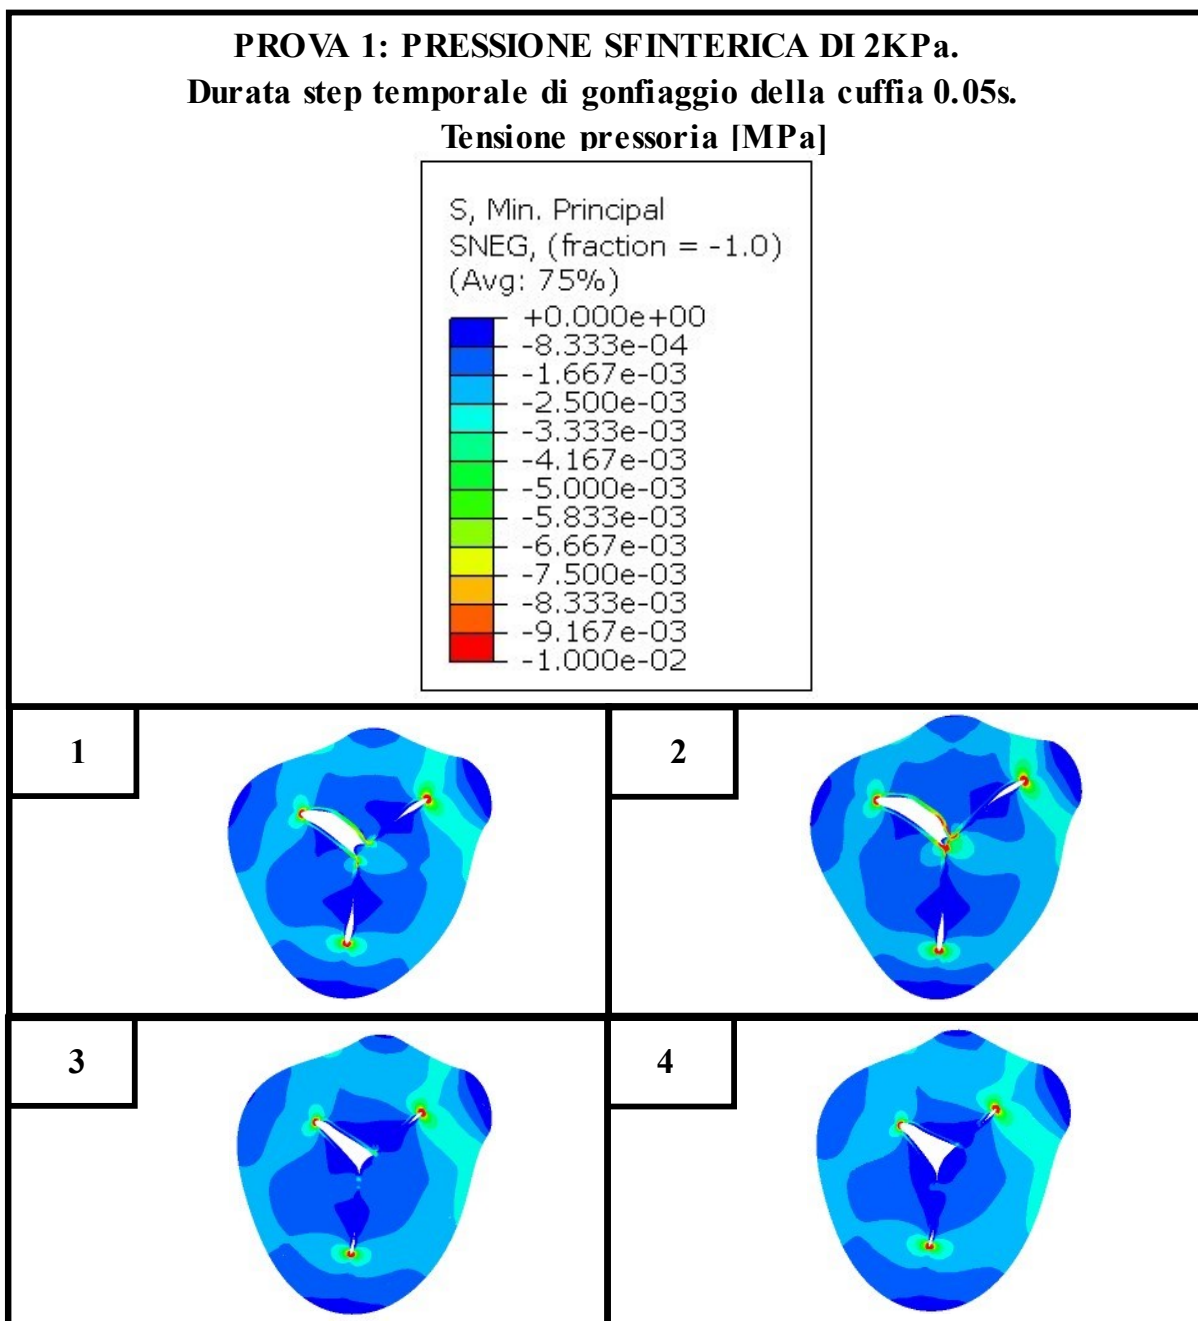 PROVA 1: PRESSIONE SFINTERICA DI 2KPa.
Durata step temporale di gonfiaggio della cuffia 0.05s.
Tensione pressoria [MPa]
S, Min. Principal
SNEG, (fraction = -1.0)
(Avg: 75%)
+0.000e+00
-8.333e-04
-1.667e-03
-2.500e-03
-3.333e-03
-4.167e-03
-5.000e-03
-5.833e-03
-6.667e-03
-7.500e-03
-8.333e-03
-9.167e-03
-1.000e-02
1
2
3
4